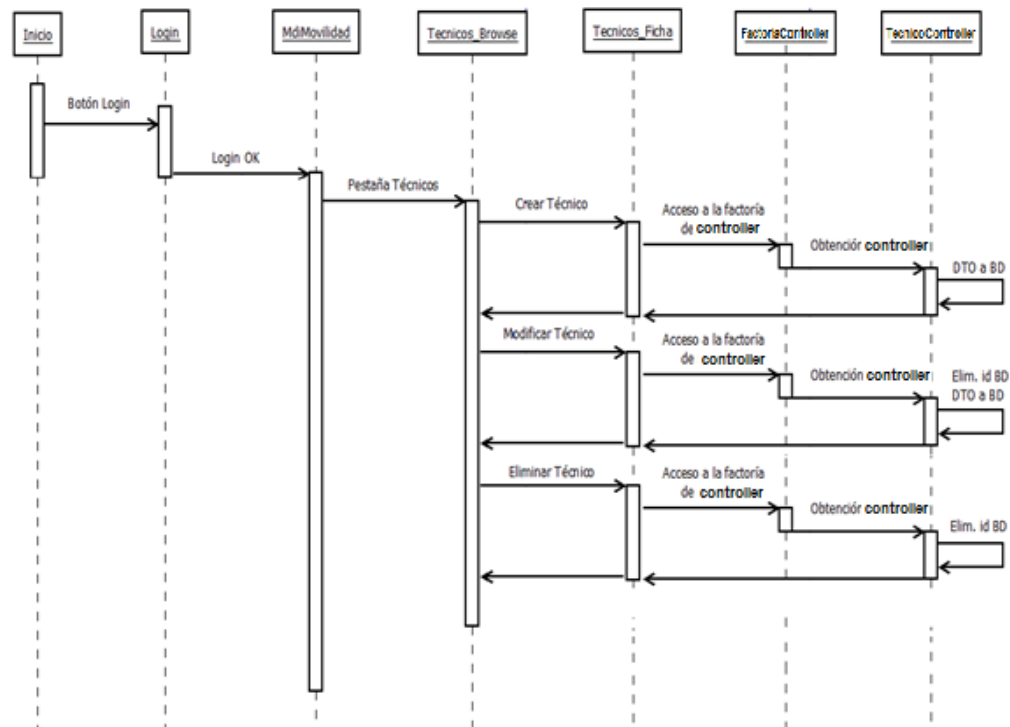 Inicio
Login
MdiMovilidad
Tecnicos_Browse
Tecnicos_Ficha
FactoriaController
TecnicoController
Botón Login
Login OK
Pestaña Técnicos
Crear Técnico
Acceso a la factoría
de controller
Obtención controller
DTO a BD
Modificar Técnico
Acceso a la factoría
de controller
Obtención controller
Elim. id BD
DTO a BD
Eliminar Técnico
Acceso a la factoría
de controller
Obtención controller
Elim. id BD